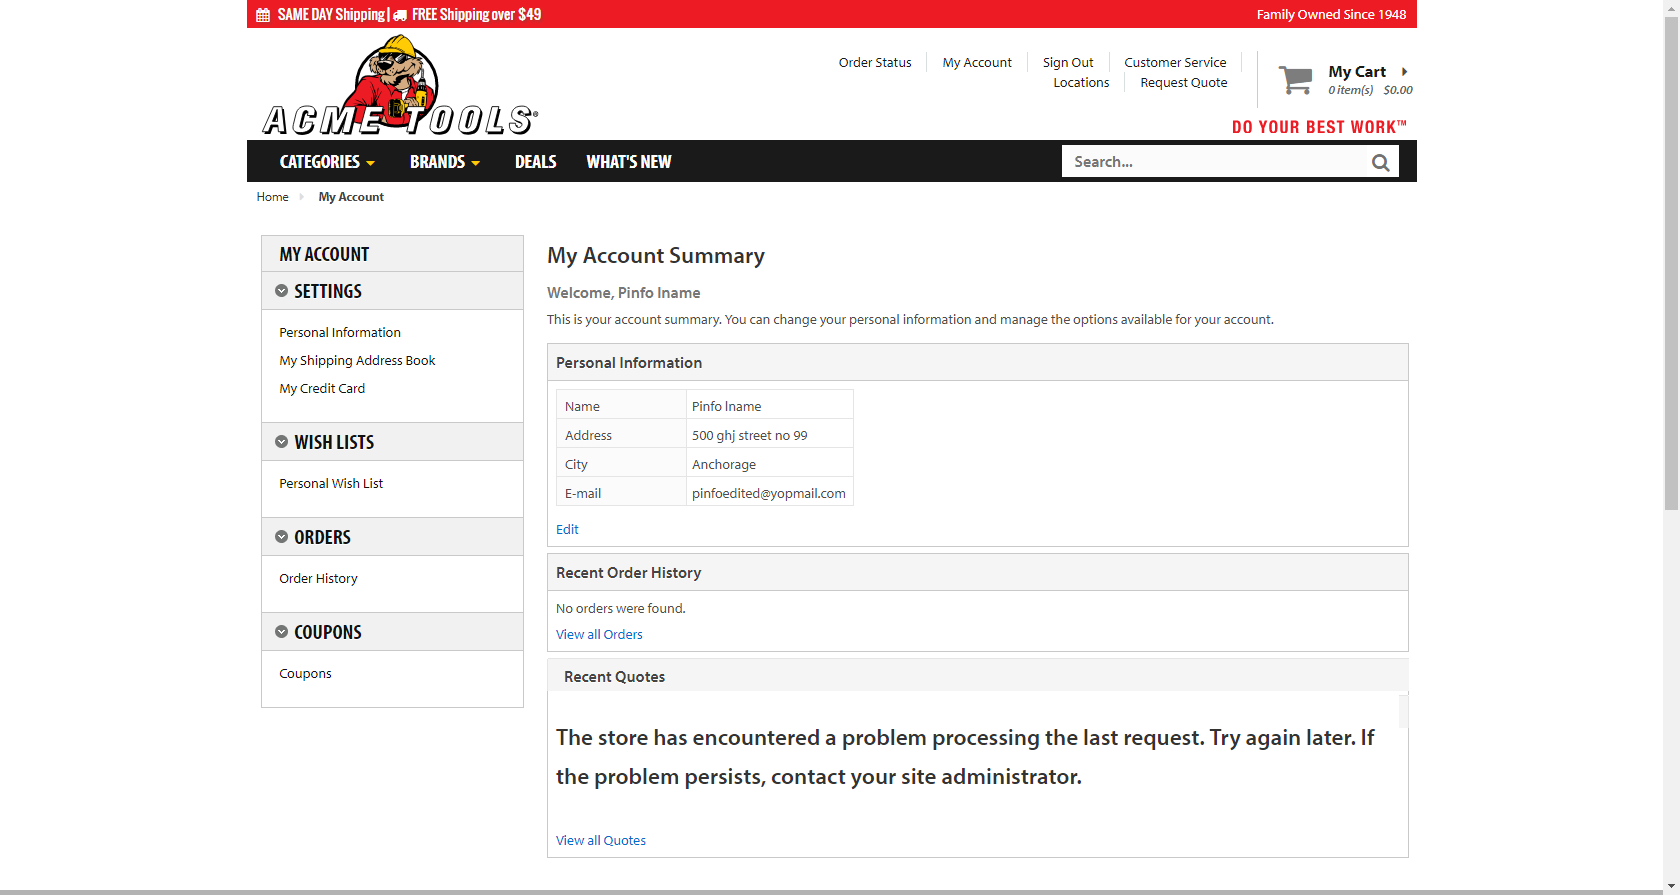 SAME DAY Shipping | FREE Shipping over $49
Family Owned Since 1948
ACME TOOLS®
Order Status
My Account
Sign Out
Customer Service
Locations
Request Quote
My Cart
0 item(s) $0.00
DO YOUR BEST WORK™
CATEGORIES
BRANDS
DEALS
WHAT'S NEW
Search...
Home
My Account
MY ACCOUNT
SETTINGS
Personal Information
My Shipping Address Book
My Credit Card
WISH LISTS
Personal Wish List
ORDERS
Order History
COUPONS
Coupons
My Account Summary
Welcome, Pinfo lname
This is your account summary. You can change your personal information and manage the options available for your account.
Personal Information
Name Pinfo lname
Address 500 ghj street no 99
City Anchorage
E-mail pinfoedited@yopmail.com
Edit
Recent Order History
No orders were found.
View all Orders
Recent Quotes
The store has encountered a problem processing the last request. Try again later. If
the problem persists, contact your site administrator.
View all Quotes